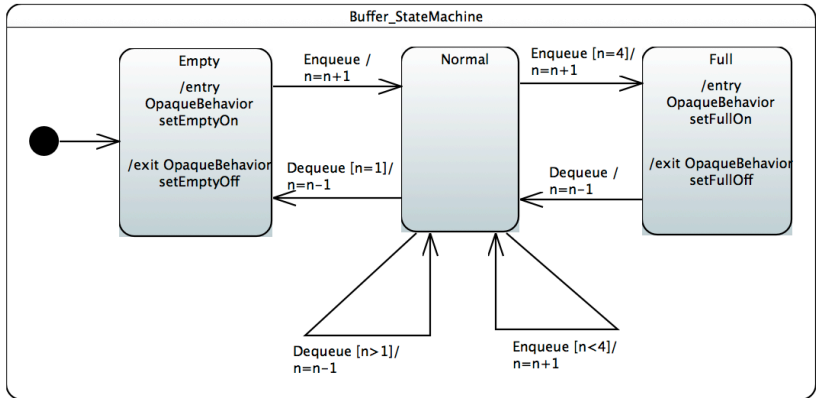 Buffer_StateMachine
Empty
/entry
OpaqueBehavior
setEmptyOn
/exit OpaqueBehavior
setEmptyOff
Enqueue /
n=n+1
Dequeue [n=1]/
n=n-1
Normal
Enqueue [n=4]/
n=n+1
Dequeue /
n=n-1
Full
/entry
OpaqueBehavior
setFullOn
/exit OpaqueBehavior
setFullOff
Dequeue [n>1]/
n=n-1
Enqueue [n<4]/
n=n+1